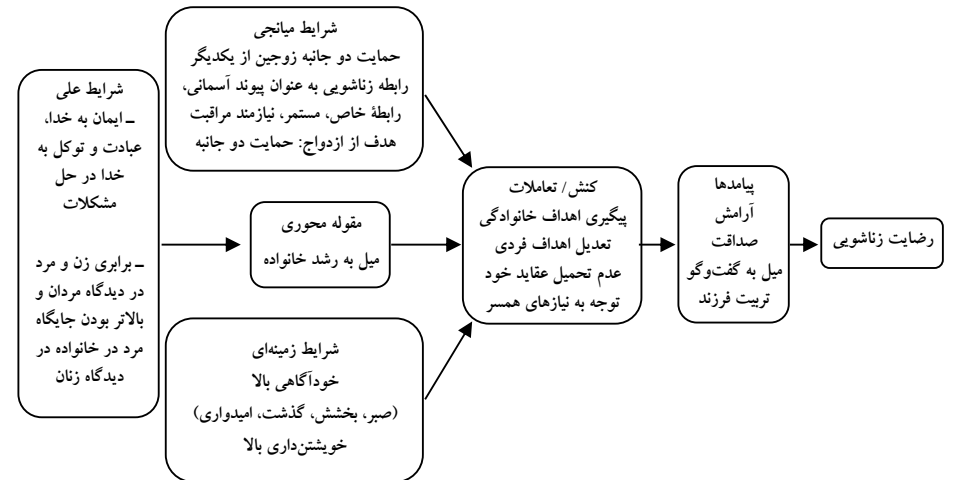 شرایط علی
ـ ایمان به خدا،
عبادت و توکل به
خدا در حل
مشکلات
ـ برابری زن و مرد
در دیدگاه مردان و
بالاتر بودن جایگاه
مرد در خانواده در
دیدگاه زنان
شرایط میانجی
حمایت دو جانبه زوجین از یکدیگر
رابطه زناشویی به عنوان پیوند آسمانی،
رابطهٔ خاص، مستمر، نیازمند مراقبت
هدف از ازدواج: حمایت دو جانبه
مقوله محوری
میل به رشد خانواده
شرایط زمینه‌ای
خودآگاهی بالا
(صبر، بخشش، گذشت، امیدواری)
خویشتن‌داری بالا
کنش/ تعاملات
پیگیری اهداف خانوادگی
تعدیل اهداف فردی
عدم تحمیل عقاید خود
توجه به نیازهای همسر
پیامدها
آرامش
صداقت
میل به گفت‌وگو
تربیت فرزند
رضایت زناشویی